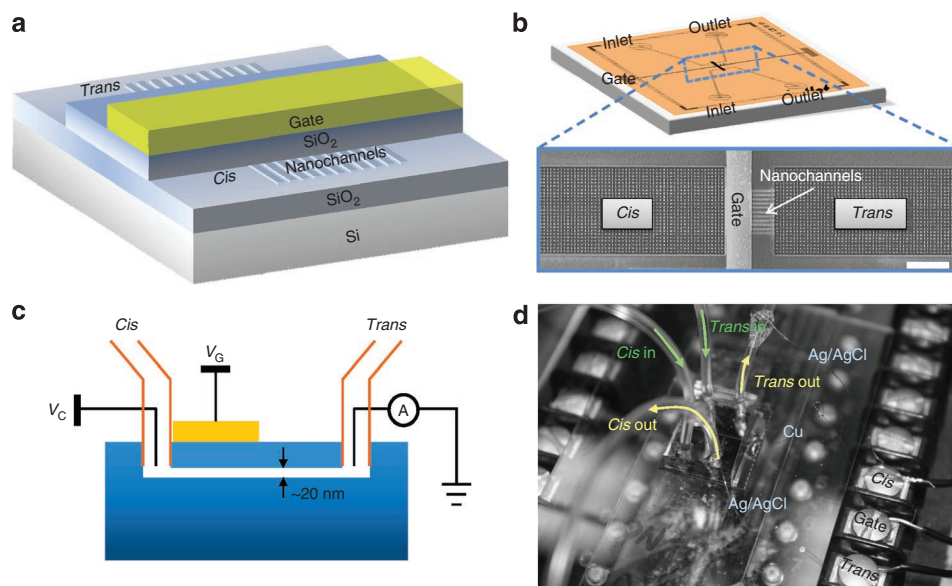 a
Trans
Gate
SiO2
Cis
Nanochannels
SiO2
Si
b
Outlet
Inlet
Gate
Inlet
Outlet
Nanochannels
Cis
Gate
Trans
c
Cis
Trans
VG
VC
A
~20 nm
d
Trans in
Cis in
Ag/AgCl
Trans out
Cis out
Cu
Ag/AgCl
Cis
Gate
Trans